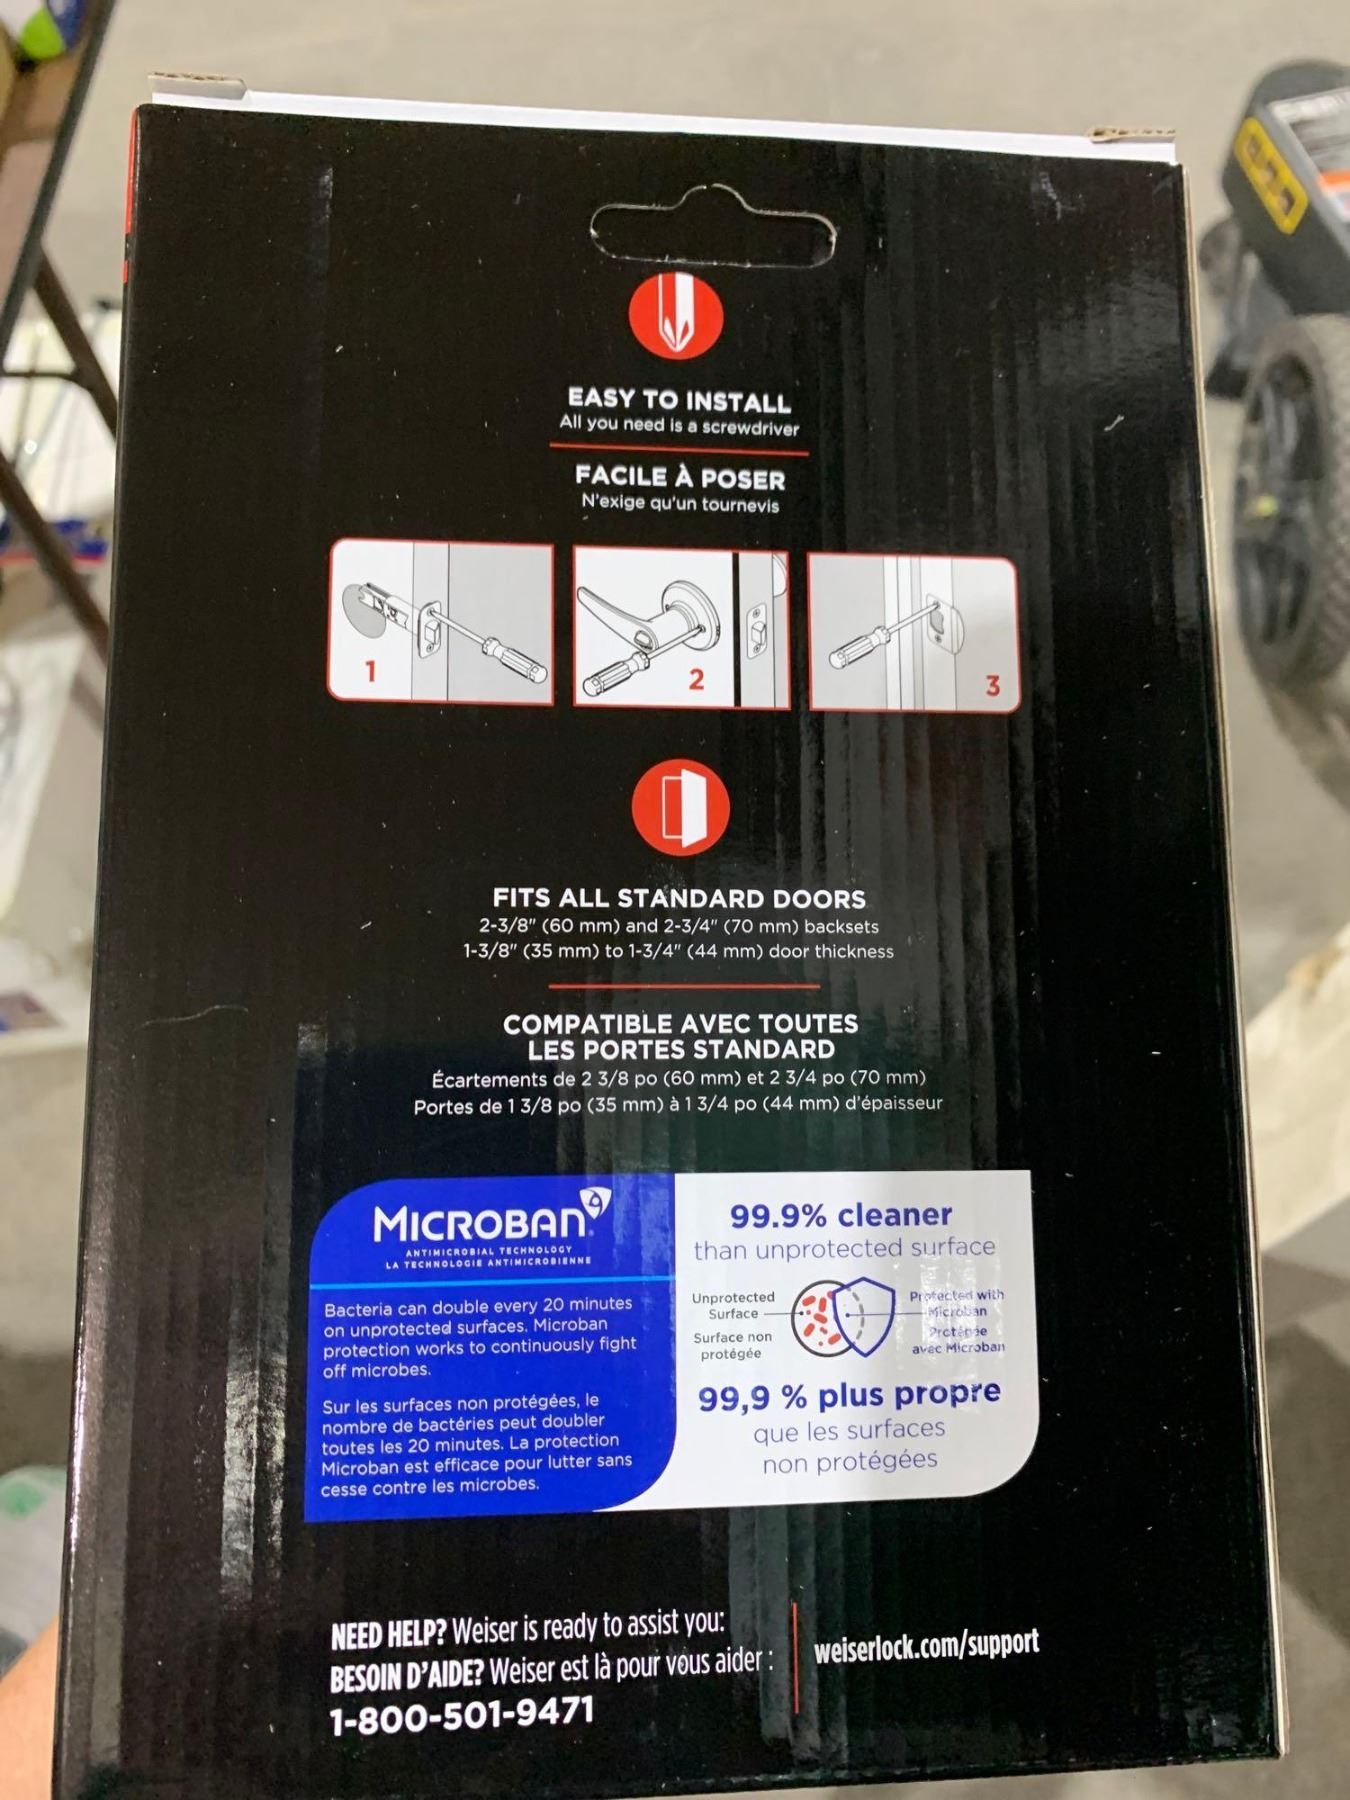 EASY TO INSTALL
All you need is a screwdriver
FACILE À POSER
N'exige qu'un tournevis
1
2
3
FITS ALL STANDARD DOORS
2-3/8" (60 mm) and 2-3/4" (70 mm) backsets
1-3/8" (35 mm) to 1-3/4" (44 mm) door thickness
COMPATIBLE AVEC TOUTES
LES PORTES STANDARD
Écartements de 2 3/8 po (60 mm) et 2 3/4 po (70 mm)
Portes de 1 3/8 po (35 mm) à 1 3/4 po (44 mm) d'épaisseur
MICROBAN
ANTIMICROBIAL TECHNOLOGY
LA TECHNOLOGIE ANTIMICROBIENNE
Bacteria can double every 20 minutes
on unprotected surfaces. Microban
protection works to continuously fight
off microbes.
Sur les surfaces non protégées, le
nombre de bactéries peut doubler
toutes les 20 minutes. La protection
Microban est efficace pour lutter sans
cesse contre les microbes.
99.9% cleaner
than unprotected surface
Unprotected
Surface
Surface non
protégée
Protected with
Microban
Protégée
avec Microban
99,9 % plus propre
que les surfaces
non protégées
NEED HELP? Weiser is ready to assist you:
BESOIN D'AIDE? Weiser est là pour vous aider :
1-800-501-9471
weiserlock.com/support